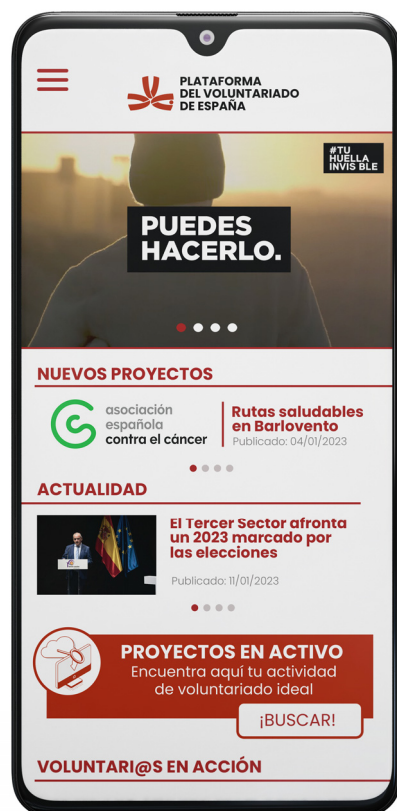 PLATAFORMA
DEL VOLUNTARIADO
DE ESPAÑA
#TU
HUELLA
INVIS BLE
PUEDES
HACERLO.
NUEVOS PROYECTOS
asociación
española
contra el cáncer
Rutas saludables
en Barlovento
Publicado: 04/01/2023
ACTUALIDAD
El Tercer Sector afronta
un 2023 marcado por
las elecciones
Publicado: 11/01/2023
PROYECTOS EN ACTIVO
Encuentra aquí tu actividad
de voluntariado ideal
¡BUSCAR!
VOLUNTARI@S EN ACCIÓN